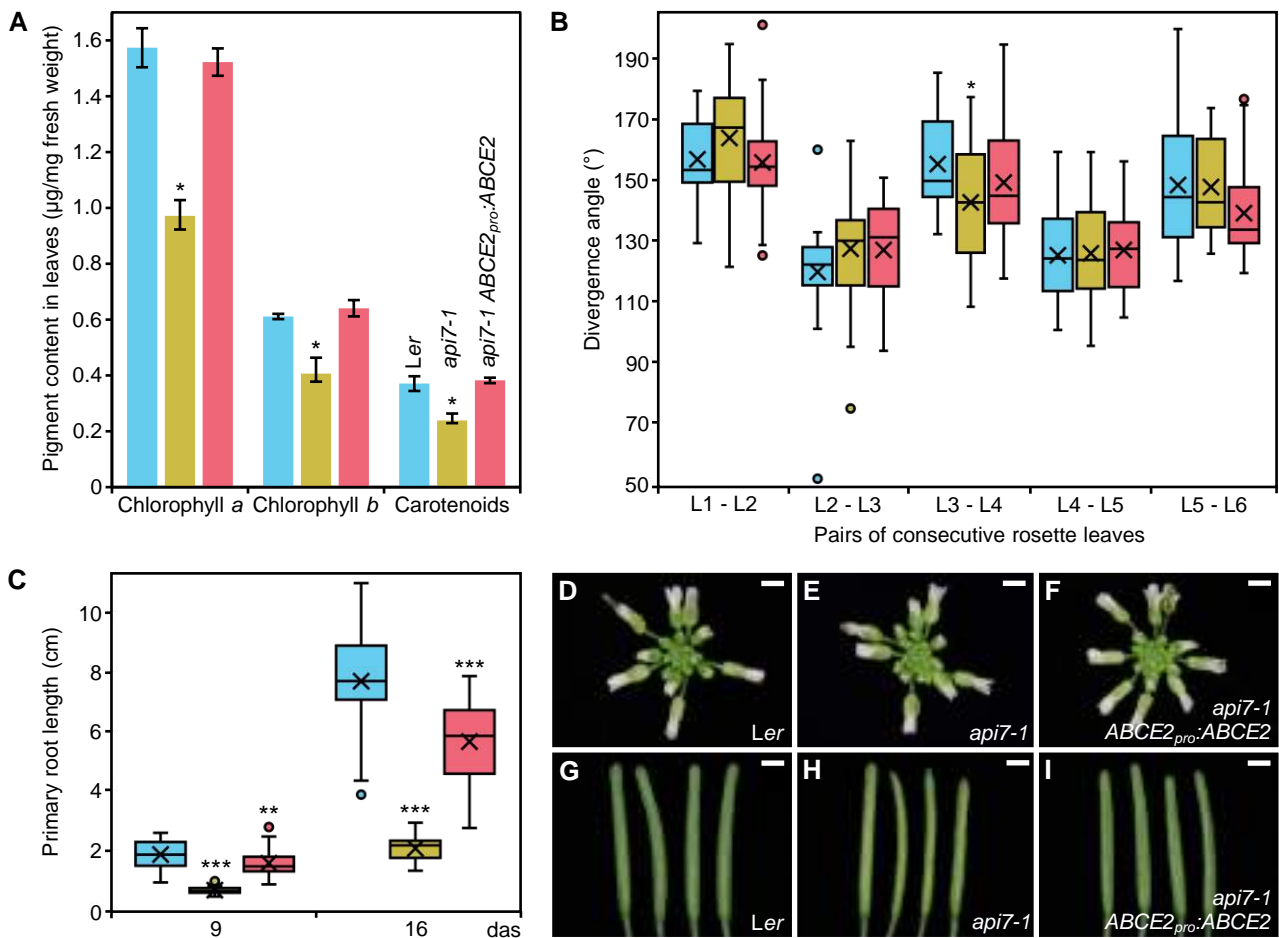 A
Pigment content in leaves (µg/mg fresh weight)
1.6
1.4
1.2
1.0
0.8
0.6
0.4
0.2
0
*
*
*
Ler
api7-1
api7-1 ABCE2pro:ABCE2
Chlorophyll a
Chlorophyll b
Carotenoids
B
Divergernce angle (°)
190
170
150
130
110
90
70
50
*
L1 - L2
L2 - L3
L3 - L4
L4 - L5
L5 - L6
Pairs of consecutive rosette leaves
C
Primary root length (cm)
10
8
6
4
2
0
***
**
***
***
9
16
das
D
Ler
E
api7-1
F
api7-1
ABCE2pro:ABCE2
G
Ler
H
api7-1
I
api7-1
ABCE2pro:ABCE2